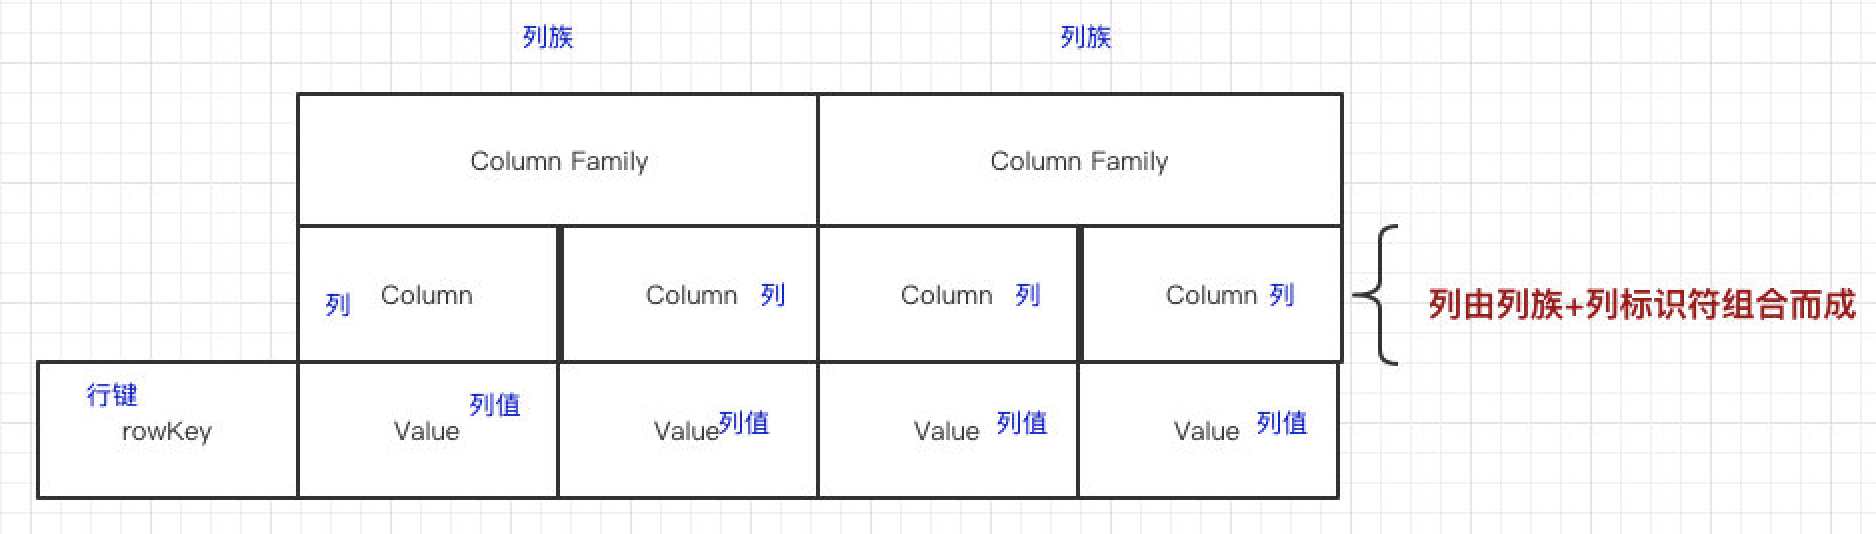 列族 列族
Column Family Column Family
列 Column Column 列 Column 列 Column 列
列由列族+列标识符组合而成
行键
rowKey
Value 列值 Value列值 Value 列值 Value 列值